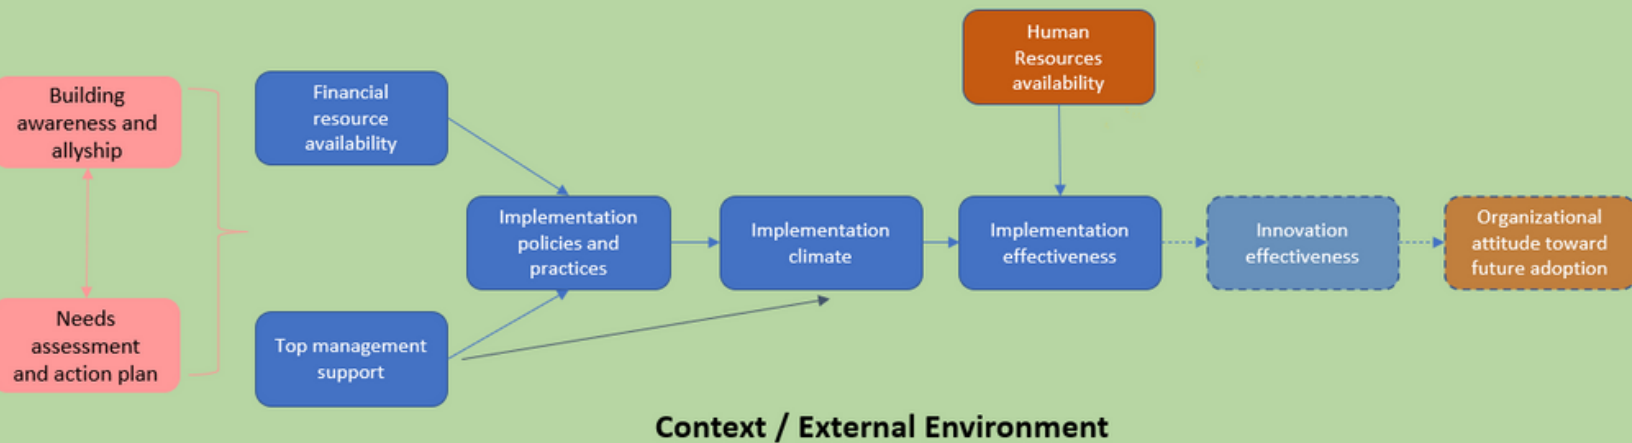 Building
awareness and
allyship
Needs
assessment
and action plan
Financial
resource
availability
Top management
support
Implementation
policies and
practices
Implementation
climate
Human
Resources
availability
Implementation
effectiveness
Innovation
effectiveness
Organizational
attitude toward
future adoption
Context / External Environment